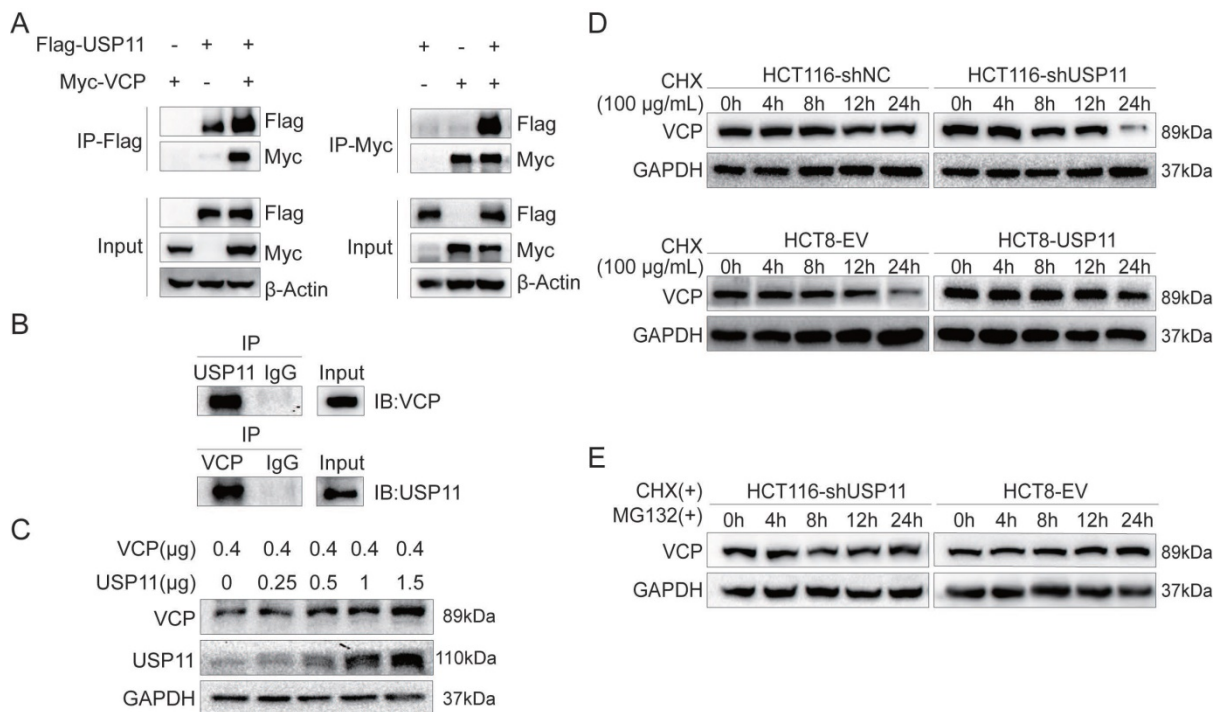 A
Flag-USP11 - + +
Myc-VCP + - +
IP-Flag
Flag
Myc
Input
Flag
Myc
β-Actin
+ - +
- + +
IP-Myc
Flag
Myc
Input
Flag
Myc
β-Actin
B
IP
USP11 IgG Input
IB:VCP
IP
VCP IgG Input
IB:USP11
C
VCP(µg) 0.4 0.4 0.4 0.4 0.4
USP11(µg) 0 0.25 0.5 1 1.5
VCP 89kDa
USP11 110kDa
GAPDH 37kDa
D
CHX HCT116-shNC HCT116-shUSP11
(100 µg/mL) 0h 4h 8h 12h 24h 0h 4h 8h 12h 24h
VCP 89kDa
GAPDH 37kDa
CHX HCT8-EV HCT8-USP11
(100 µg/mL) 0h 4h 8h 12h 24h 0h 4h 8h 12h 24h
VCP 89kDa
GAPDH 37kDa
E
CHX(+) HCT116-shUSP11 HCT8-EV
MG132(+) 0h 4h 8h 12h 24h 0h 4h 8h 12h 24h
VCP 89kDa
GAPDH 37kDa